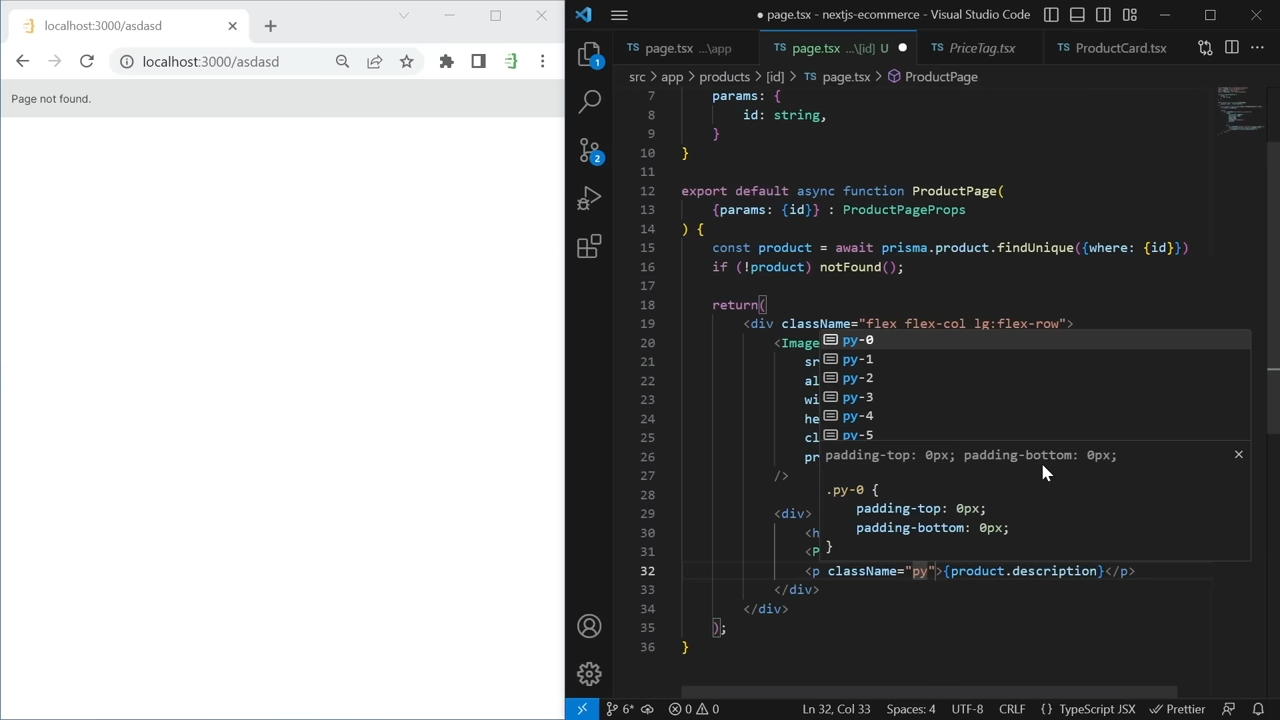 localhost:3000/asdasd
localhost:3000/asdasd
Page not found.
page.tsx - nextjs-ecommerce - Visual Studio Code
page.tsx ...\app
page.tsx ...\[id] U
PriceTag.tsx
ProductCard.tsx
src > app > products > [id] > page.tsx > ProductPage
1
2
7 params: {
8 id: string,
9 }
10 }
11
12 export default async function ProductPage(
13 {params: {id}} : ProductPageProps
14 ) {
15 const product = await prisma.product.findUnique({where: {id}})
16 if (!product) notFound();
17
18 return(
19 <div className="flex flex-col lg:flex-row">
20 <Image
21 sr
22 al
23 wi
24 he
25 cl
26 pr
27 />
28
29 <div>
30 <h
31 <P
32 <p className="py">{product.description}</p>
33 </div>
34 </div>
35 );
36 }
py-0
py-1
py-2
py-3
py-4
py-5
padding-top: 0px; padding-bottom: 0px;
.py-0 {
padding-top: 0px;
padding-bottom: 0px;
}
6* 0 0 Ln 32, Col 33 Spaces: 4 UTF-8 CRLF {} TypeScript JSX Prettier